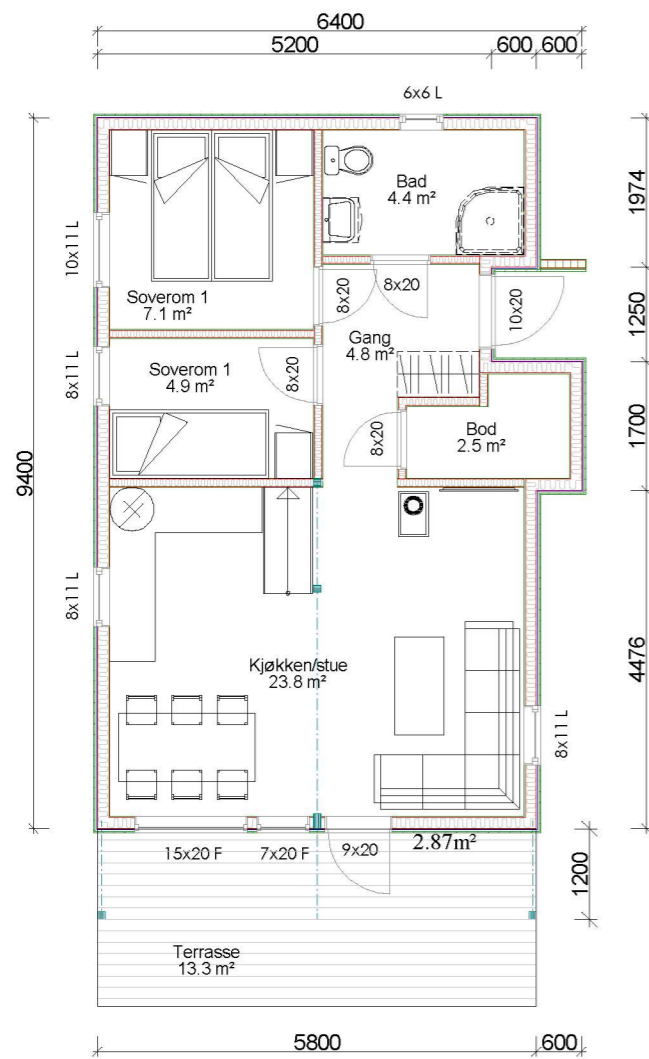 6400
5200 600 600
6x6 L
Bad
4.4 m²
1974
10x11 L
Soverom 1
7.1 m²
8x20
8x20
10x20
1250
Gang
4.8 m²
8x11 L
Soverom 1
4.9 m²
8x20
8x20
Bod
2.5 m²
1700
9400
8x11 L
Kjøkken/stue
23.8 m²
4476
8x11 L
15x20 F
7x20 F
9x20
2.87m²
1200
Terrasse
13.3 m²
5800 600